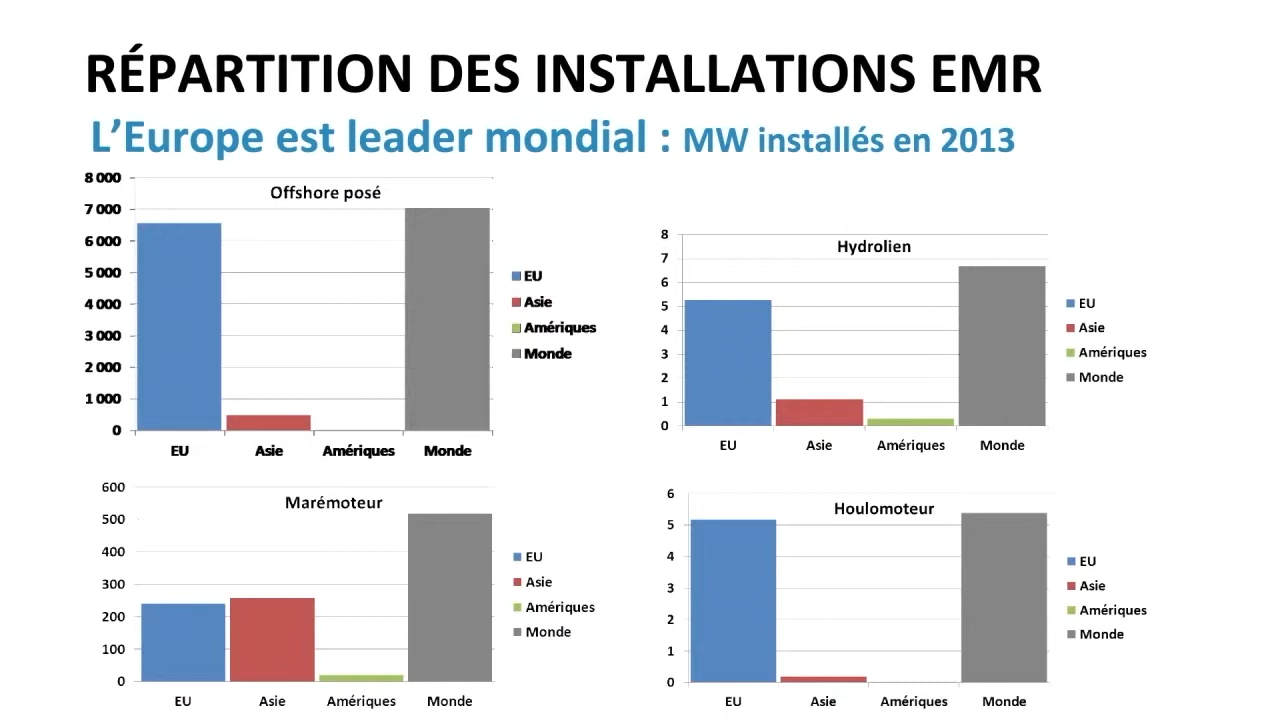 RÉPARTITION DES INSTALLATIONS EMR
L’Europe est leader mondial : MW installés en 2013
Offshore posé
8 000
7 000
6 000
5 000
4 000
3 000
2 000
1 000
0
EU Asie Amériques Monde
EU
Asie
Amériques
Monde
Hydrolien
8
7
6
5
4
3
2
1
0
EU Asie Amériques Monde
EU
Asie
Amériques
Monde
Marémoteur
600
500
400
300
200
100
0
EU Asie Amériques Monde
EU
Asie
Amériques
Monde
Houlomoteur
6
5
4
3
2
1
0
EU Asie Amériques Monde
EU
Asie
Amériques
Monde